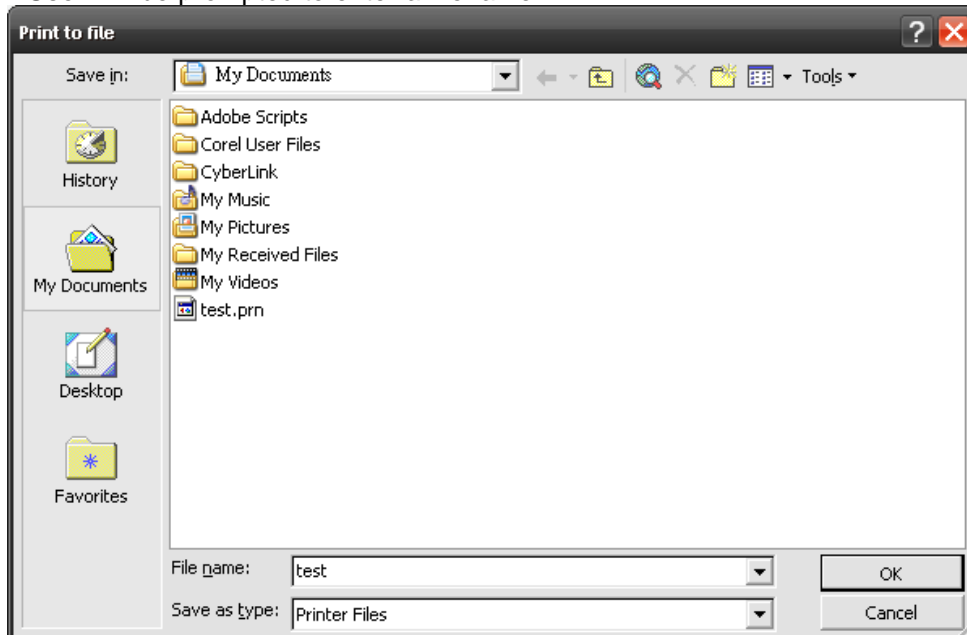 Print to file
Save in: My Documents Tools
Adobe Scripts
Corel User Files
CyberLink
My Music
My Pictures
My Received Files
My Videos
test.prn
History
My Documents
Desktop
Favorites
File name: test OK
Save as type: Printer Files Cancel